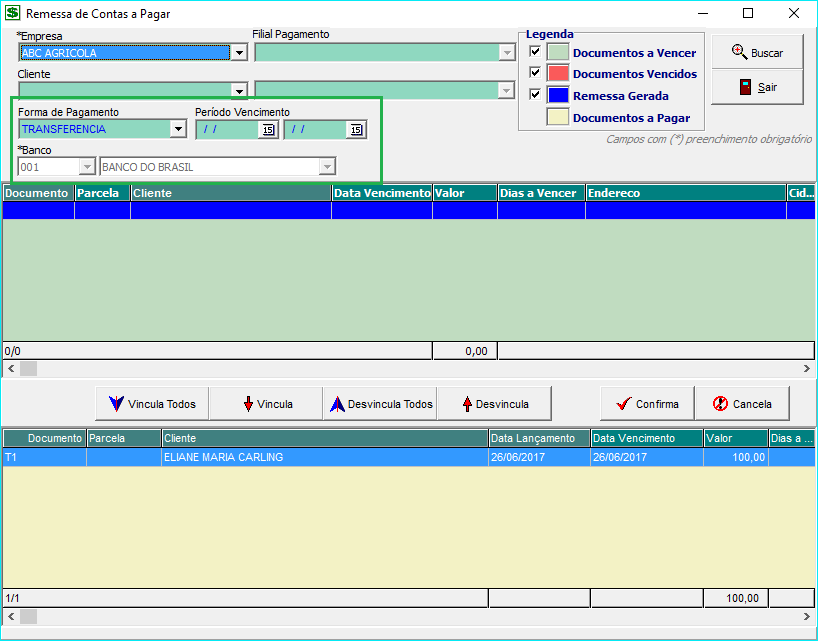 Remessa de Contas a Pagar
*Empresa
Filial Pagamento
Legenda
ABC AGRICOLA
Documentos a Vencer
Buscar
Cliente
Documentos Vencidos
Remessa Gerada
Sair
Forma de Pagamento
Período Vencimento
Documentos a Pagar
TRANSFERENCIA
/ /
15
/ /
15
Campos com (*) preenchimento obrigatório
*Banco
001
BANCO DO BRASIL
Documento Parcela Cliente Data Vencimento Valor Dias a Vencer Endereco Cid...
0/0 0,00
Vincula Todos
Vincula
Desvincula Todos
Desvincula
Confirma
Cancela
Documento Parcela Cliente Data Lançamento Data Vencimento Valor Dias a ...
T1 ELIANE MARIA CARLING 26/06/2017 26/06/2017 100,00
1/1 100,00